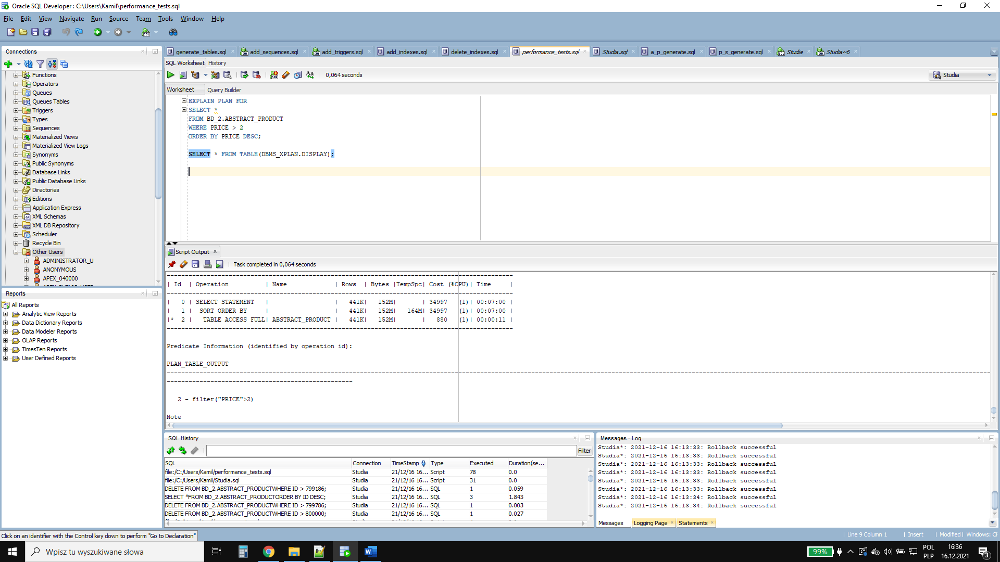 Oracle SQL Developer : C:\Users\Kamil\performance_tests.sql
File Edit View Navigate Run Source Team Tools Window Help
Connections
Functions
Operators
Queues
Queues Tables
Triggers
Types
Sequences
Materialized Views
Materialized View Logs
Synonyms
Public Synonyms
Database Links
Public Database Links
Directories
Editions
Application Express
XML Schemas
XML DB Repository
Scheduler
Recycle Bin
Other Users
ADMINISTRATOR_U
ANONYMOUS
APEX_040000
Reports
All Reports
Analytic View Reports
Data Dictionary Reports
Data Modeler Reports
OLAP Reports
TimesTen Reports
User Defined Reports
generate_tables.sql add_sequences.sql add_triggers.sql add_indexes.sql delete_indexes.sql performance_tests.sql Studia.sql a_p_generate.sql p_s_generate.sql Studia Studia~6
SQL Worksheet History
0,064 seconds
Studia
Worksheet Query Builder
EXPLAIN PLAN FOR
SELECT *
FROM BD_2.ABSTRACT_PRODUCT
WHERE PRICE > 2
ORDER BY PRICE DESC;
SELECT * FROM TABLE(DBMS_XPLAN.DISPLAY);
Script Output
Task completed in 0,064 seconds
| Id | Operation | Name | Rows | Bytes |TempSpc| Cost (%CPU)| Time |
| 0 | SELECT STATEMENT | | 441K| 152M| | 34997 (1)| 00:07:00 |
| 1 | SORT ORDER BY | | 441K| 152M| 164M| 34997 (1)| 00:07:00 |
|* 2 | TABLE ACCESS FULL| ABSTRACT_PRODUCT | 441K| 152M| | 880 (1)| 00:00:11 |
Predicate Information (identified by operation id):
PLAN_TABLE_OUTPUT
2 - filter("PRICE">2)
Note
SQL History
Filter
SQL Connection TimeStamp Type Executed Duration(se...
file:/C:/Users/Kamil/performance_tests.sql Studia 21/12/16 16... Script 78 0.0
file:/C:/Users/Kamil/Studia.sql Studia 21/12/16 16... Script 31 0.0
DELETE FROM BD_2.ABSTRACT_PRODUCTWHERE ID > 799186; Studia 21/12/16 16... SQL 1 0.059
SELECT *FROM BD_2.ABSTRACT_PRODUCTORDER BY ID DESC; Studia 21/12/16 16... SQL 3 1.843
DELETE FROM BD_2.ABSTRACT_PRODUCTWHERE ID > 799786; Studia 21/12/16 16... SQL 1 0.003
DELETE FROM BD_2.ABSTRACT_PRODUCTWHERE ID > 800000; Studia 21/12/16 16... SQL 1 0.027
Messages - Log
Studia*: 2021-12-16 16:13:33: Rollback successful
Studia*: 2021-12-16 16:13:33: Rollback successful
Studia*: 2021-12-16 16:13:33: Rollback successful
Studia*: 2021-12-16 16:13:33: Rollback successful
Studia*: 2021-12-16 16:13:33: Rollback successful
Studia*: 2021-12-16 16:13:33: Rollback successful
Studia*: 2021-12-16 16:13:34: Rollback successful
Studia*: 2021-12-16 16:13:34: Rollback successful
Messages Logging Page Statements
Click on an identifier with the Control key down to perform "Go to Declaration"
| Line 9 Column 1 | Insert | Modified | Windows: CF
Wpisz tu wyszukiwane słowa
99%
POL
PLP
16:36
16.12.2021
3